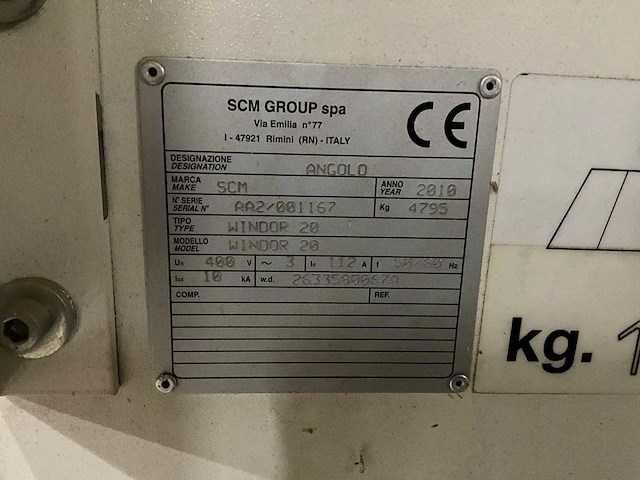 SCM GROUP spa
Via Emilia n°77
I - 47921 Rimini (RN) - ITALY
CE
DESIGNAZIONE
DESIGNATION ANGOLO
MARCA
MAKE SCM ANNO
YEAR 2010
N° SERIE
SERIAL N° AA2/001167 Kg 4795
TIPO
TYPE WINDOR 20
MODELLO
MODEL WINDOR 20
Un 400 V ~ 3 In 112 A f 50/60 Hz
Icc 10 kA w.d. 2633580067A
COMP. REF.
kg. 1